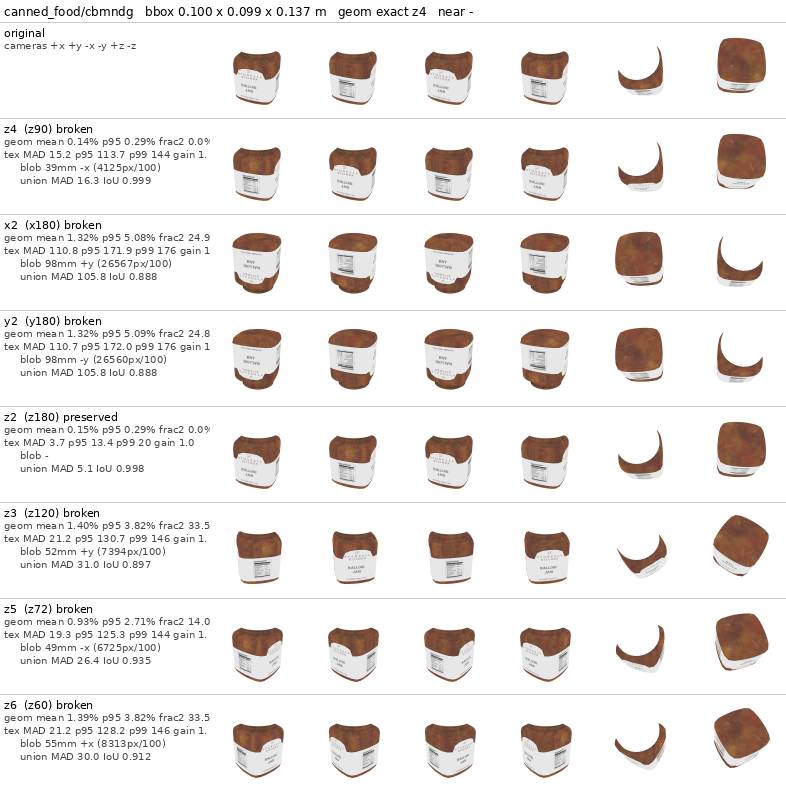 canned_food/cbmndg   bbox 0.100 x 0.099 x 0.137 m   geom exact z4   near -
original
cameras +x +y -x -y +z -z
z4  (z90) broken
geom mean 0.14% p95 0.29% frac2 0.0%
tex MAD 15.2 p95 113.7 p99 144 gain 1.
blob 39mm -x (4125px/100)
union MAD 16.3 IoU 0.999
x2  (x180) broken
geom mean 1.32% p95 5.08% frac2 24.9
tex MAD 110.8 p95 171.9 p99 176 gain 1
blob 98mm +y (26567px/100)
union MAD 105.8 IoU 0.888
y2  (y180) broken
geom mean 1.32% p95 5.09% frac2 24.8
tex MAD 110.7 p95 172.0 p99 176 gain 1
blob 98mm -y (26560px/100)
union MAD 105.8 IoU 0.888
z2  (z180) preserved
geom mean 0.15% p95 0.29% frac2 0.0%
tex MAD 3.7 p95 13.4 p99 20 gain 1.0
blob -
union MAD 5.1 IoU 0.998
z3  (z120) broken
geom mean 1.40% p95 3.82% frac2 33.5
tex MAD 21.2 p95 130.7 p99 146 gain 1.
blob 52mm +y (7394px/100)
union MAD 31.0 IoU 0.897
z5  (z72) broken
geom mean 0.93% p95 2.71% frac2 14.0
tex MAD 19.3 p95 125.3 p99 144 gain 1.
blob 49mm -x (6725px/100)
union MAD 26.4 IoU 0.935
z6  (z60) broken
geom mean 1.39% p95 3.82% frac2 33.5
tex MAD 21.2 p95 128.2 p99 146 gain 1.
blob 55mm +x (8313px/100)
union MAD 30.0 IoU 0.912